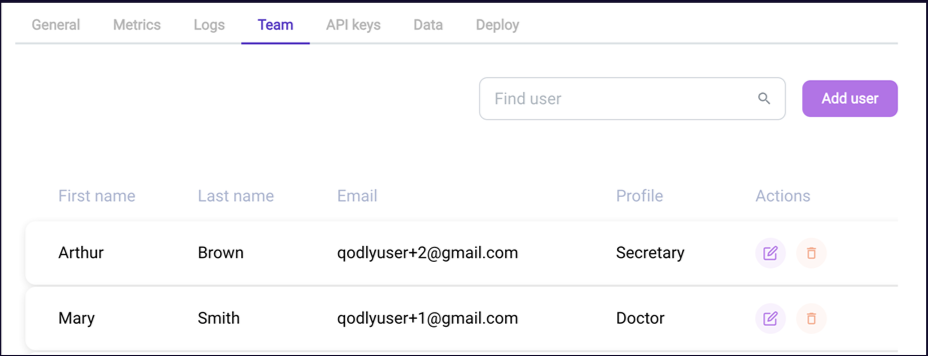 General Metrics Logs Team API keys Data Deploy
Find user Add user
First name Last name Email Profile Actions
Arthur Brown qodlyuser+2@gmail.com Secretary
Mary Smith qodlyuser+1@gmail.com Doctor